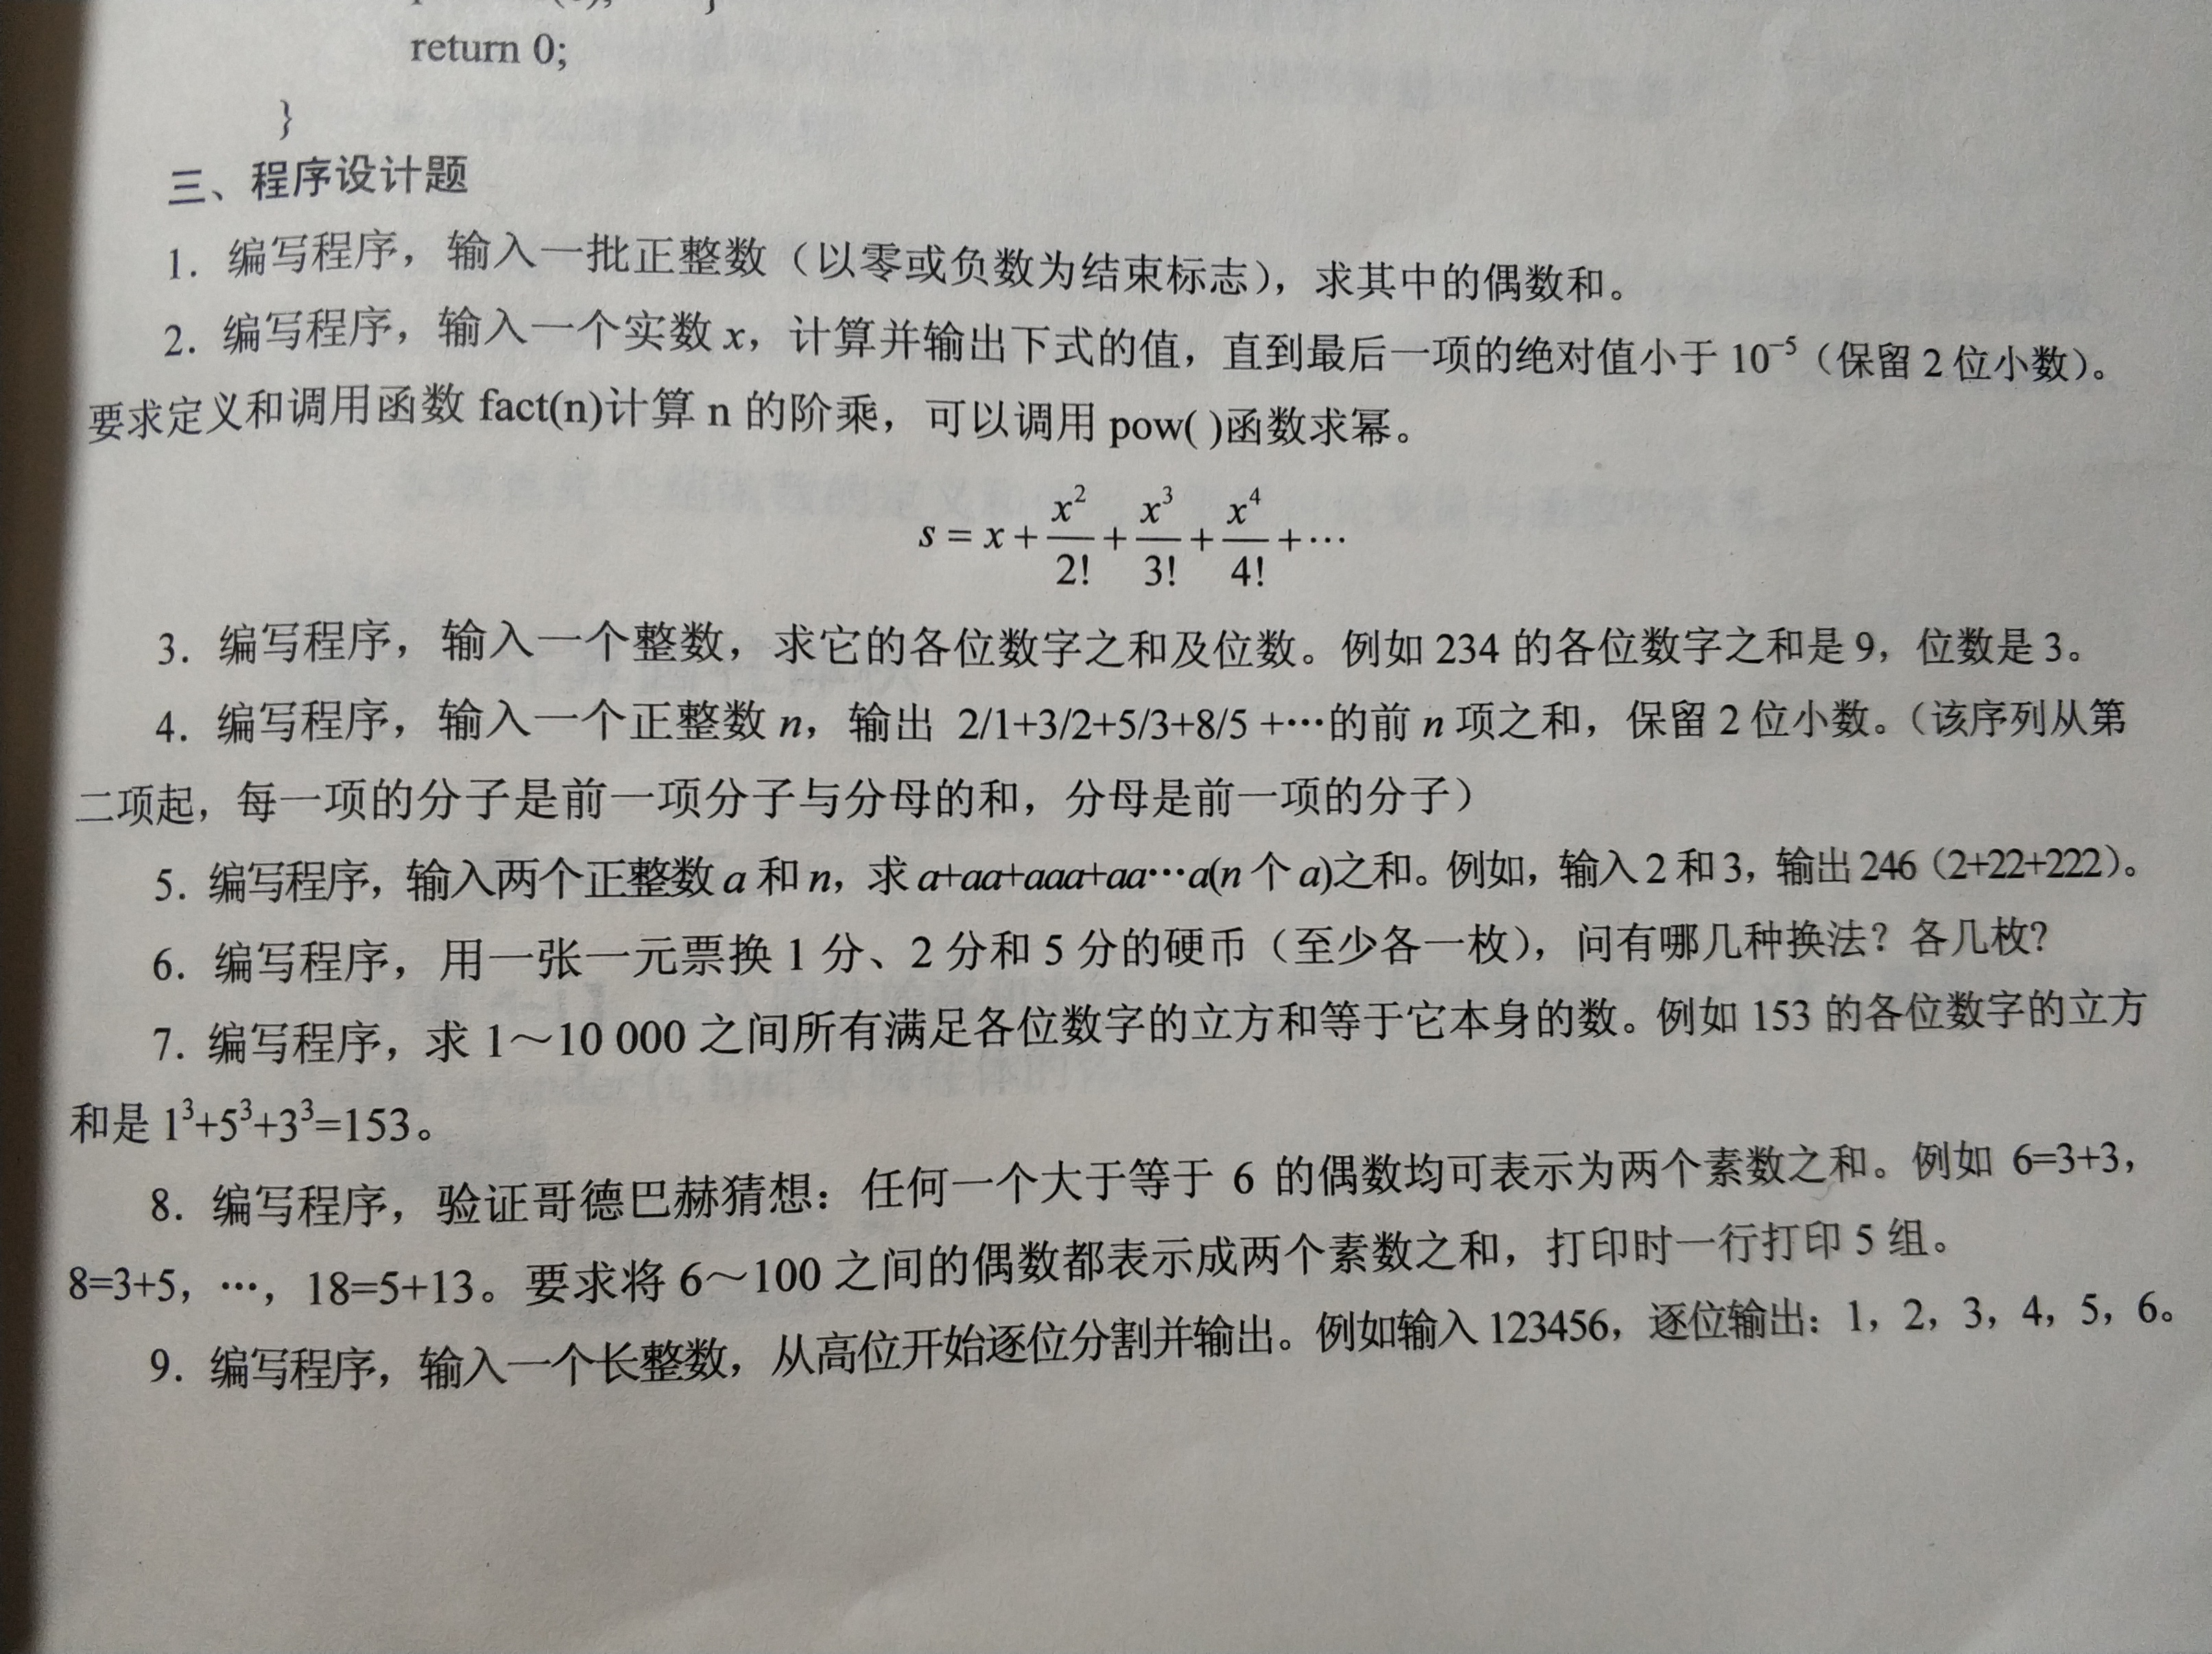 return 0;
}
三、程序设计题
1. 编写程序，输入一批正整数（以零或负数为结束标志），求其中的偶数和。
2. 编写程序，输入一个实数 x，计算并输出下式的值，直到最后一项的绝对值小于 10⁻⁵（保留 2 位小数）。
要求定义和调用函数 fact(n)计算 n 的阶乘，可以调用 pow( )函数求幂。
s = x + x²/2! + x³/3! + x⁴/4! + ···
3. 编写程序，输入一个整数，求它的各位数字之和及位数。例如 234 的各位数字之和是 9，位数是 3。
4. 编写程序，输入一个正整数 n，输出 2/1+3/2+5/3+8/5 +···的前 n 项之和，保留 2 位小数。（该序列从第
二项起，每一项的分子是前一项分子与分母的和，分母是前一项的分子）
5. 编写程序，输入两个正整数 a 和 n，求 a+aa+aaa+aa···a(n 个 a)之和。例如，输入 2 和 3，输出 246（2+22+222）。
6. 编写程序，用一张一元票换 1 分、2 分和 5 分的硬币（至少各一枚），问有哪几种换法？各几枚？
7. 编写程序，求 1～10 000 之间所有满足各位数字的立方和等于它本身的数。例如 153 的各位数字的立方
和是 1³+5³+3³=153。
8. 编写程序，验证哥德巴赫猜想：任何一个大于等于 6 的偶数均可表示为两个素数之和。例如 6=3+3，
8=3+5，···，18=5+13。要求将 6～100 之间的偶数都表示成两个素数之和，打印时一行打印 5 组。
9. 编写程序，输入一个长整数，从高位开始逐位分割并输出。例如输入 123456，逐位输出：1，2，3，4，5，6。